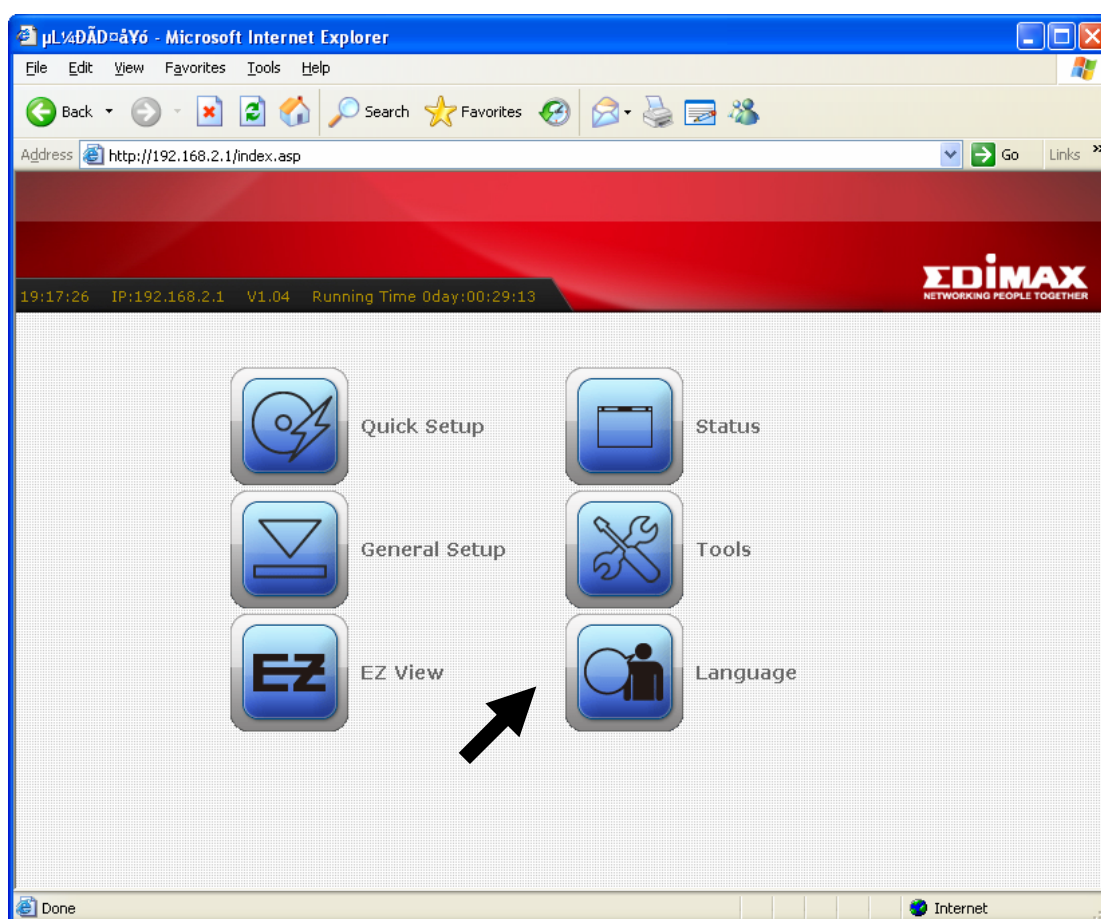 µL¼ÐÃD¤åYó - Microsoft Internet Explorer
File Edit View Favorites Tools Help
Back Search Favorites
Address http://192.168.2.1/index.asp Go Links »
EDIMAX
NETWORKING PEOPLE TOGETHER
19:17:26 IP:192.168.2.1 V1.04 Running Time 0day:00:29:13
Quick Setup Status
General Setup Tools
EZ EZ View Language
Done Internet